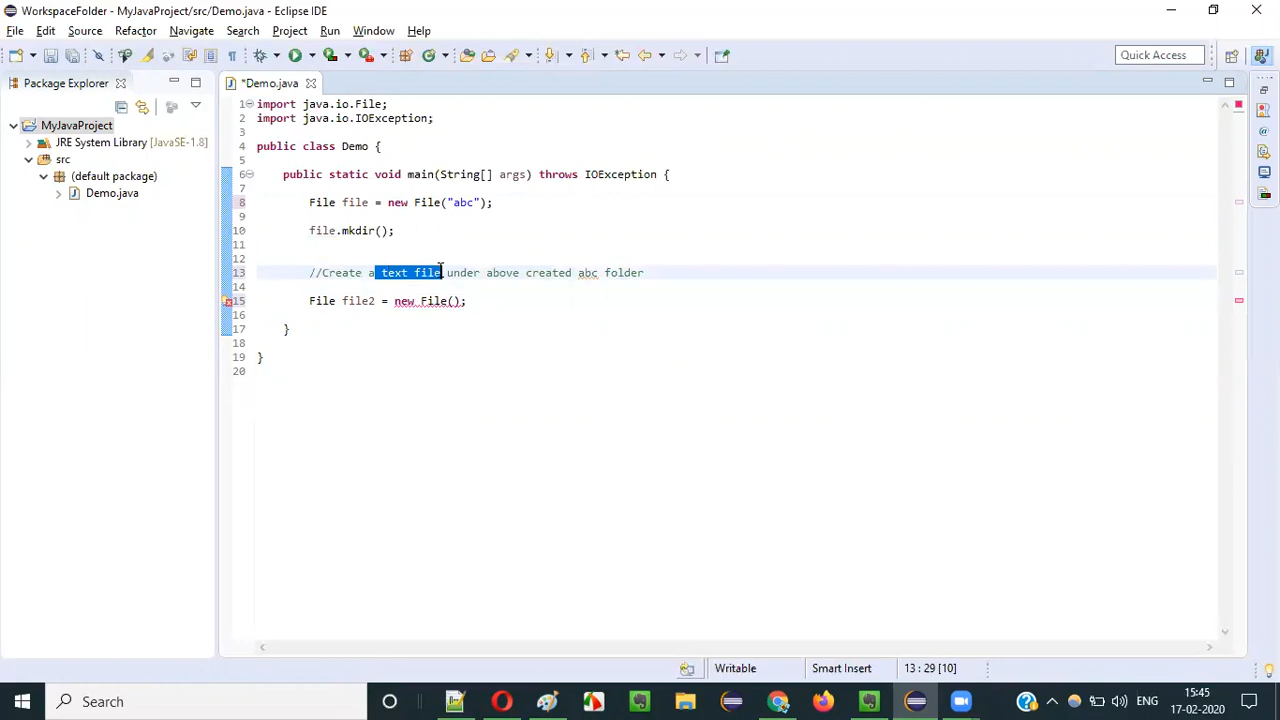 WorkspaceFolder - MyJavaProject/src/Demo.java - Eclipse IDE
File Edit Source Refactor Navigate Search Project Run Window Help
Quick Access
Package Explorer
*Demo.java
MyJavaProject
JRE System Library [JavaSE-1.8]
src
(default package)
Demo.java
1 import java.io.File;
2 import java.io.IOException;
3
4 public class Demo {
5
6 public static void main(String[] args) throws IOException {
7
8 File file = new File("abc");
9
10 file.mkdir();
11
12
13 //Create a text file under above created abc folder
14
15 File file2 = new File();
16
17 }
18
19 }
20
Writable Smart Insert 13 : 29 [10]
Search
ENG
15:45
17-02-2020